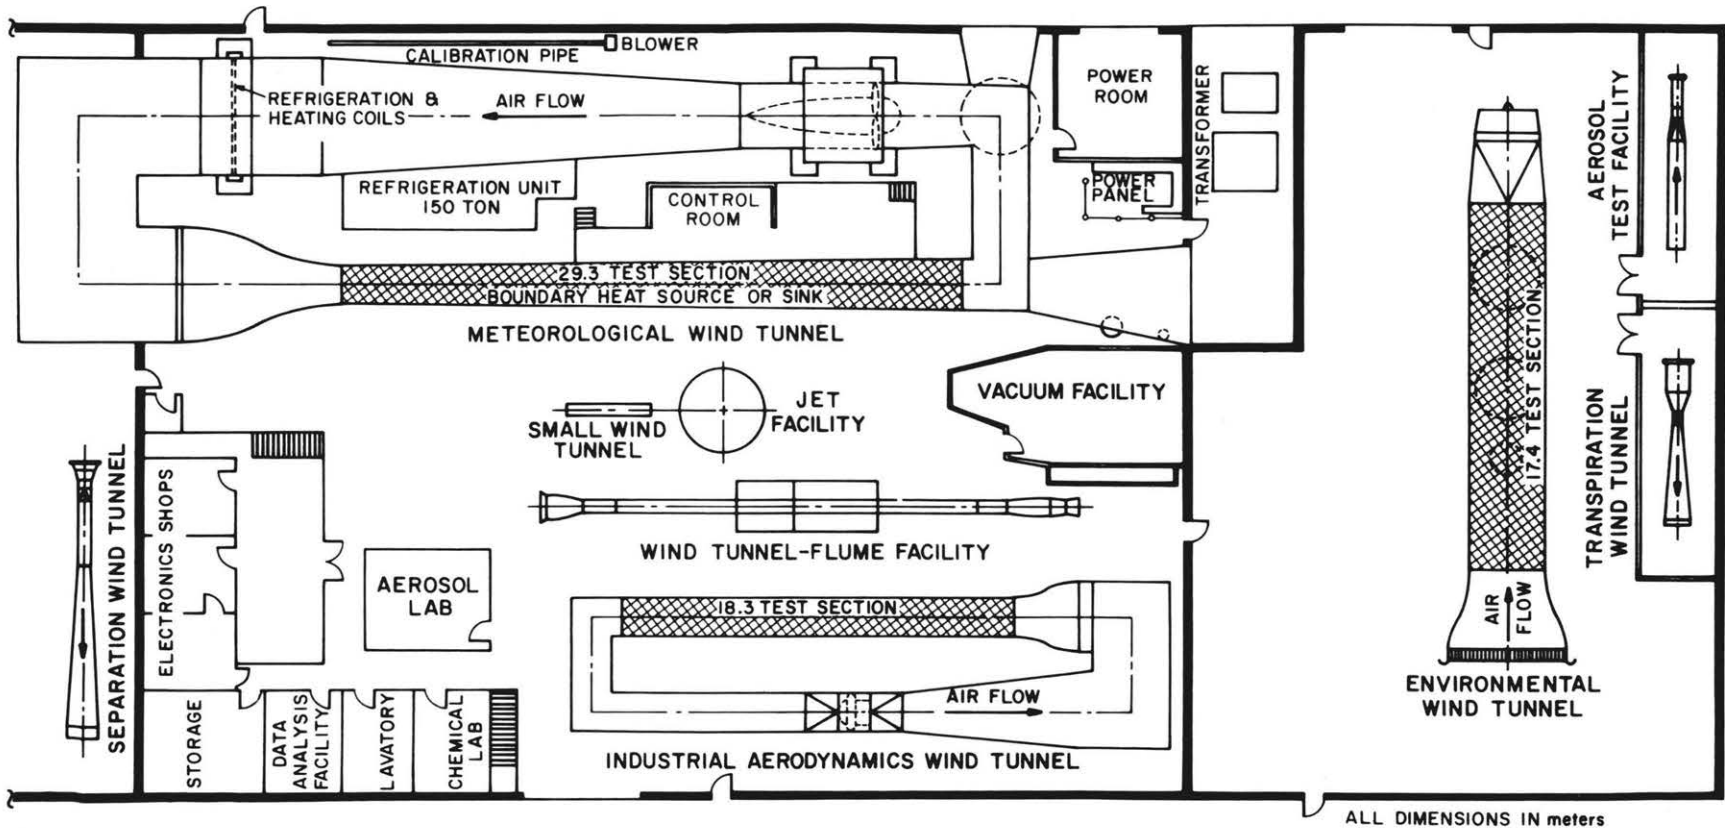 BLOWER
CALIBRATION PIPE
REFRIGERATION &
HEATING COILS
AIR FLOW
POWER
ROOM
TRANSFORMER
AEROSOL
TEST FACILITY
REFRIGERATION UNIT
150 TON
CONTROL
ROOM
POWER
PANEL
29.3 TEST SECTION
BOUNDARY HEAT SOURCE OR SINK
METEOROLOGICAL WIND TUNNEL
17.4 TEST SECTION
VACUUM FACILITY
JET
FACILITY
SMALL WIND
TUNNEL
TRANSPIRATION
WIND TUNNEL
SEPARATION WIND TUNNEL
ELECTRONICS SHOPS
WIND TUNNEL-FLUME FACILITY
AEROSOL
LAB
18.3 TEST SECTION
AIR
FLOW
ENVIRONMENTAL
WIND TUNNEL
AIR FLOW
STORAGE
DATA
ANALYSIS
FACILITY
LAVATORY
CHEMICAL
LAB
INDUSTRIAL AERODYNAMICS WIND TUNNEL
ALL DIMENSIONS IN meters